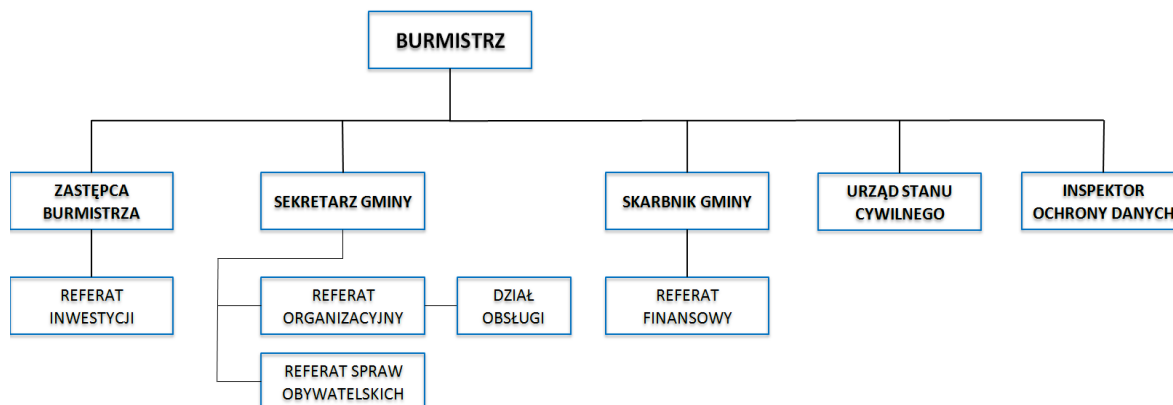 BURMISTRZ
ZASTĘPCA
BURMISTRZA
SEKRETARZ GMINY
SKARBNIK GMINY
URZĄD STANU
CYWILNEGO
INSPEKTOR
OCHRONY DANYCH
REFERAT
INWESTYCJI
REFERAT
ORGANIZACYJNY
DZIAŁ
OBSŁUGI
REFERAT
FINANSOWY
REFERAT SPRAW
OBYWATELSKICH